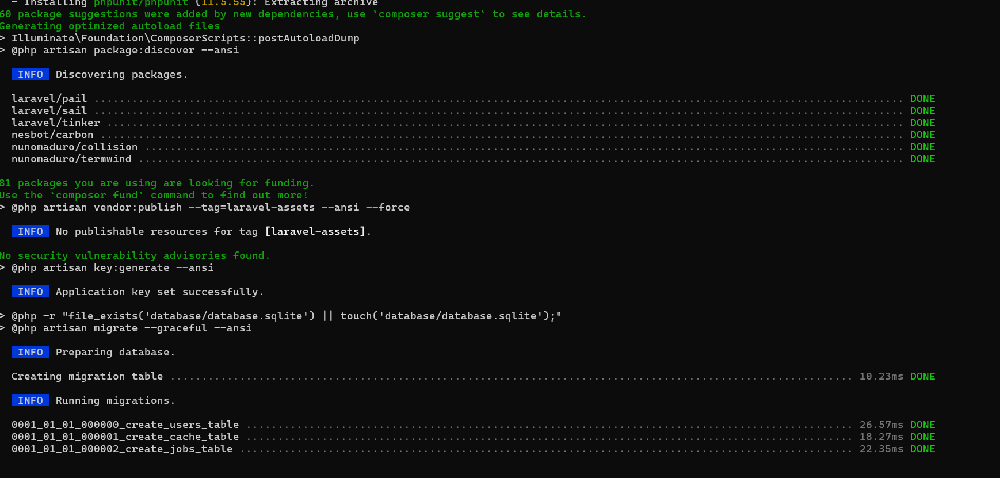 - Installing phpunit/phpunit (11.5.55): Extracting archive
60 package suggestions were added by new dependencies, use `composer suggest` to see details.
Generating optimized autoload files
> Illuminate\Foundation\ComposerScripts::postAutoloadDump
> @php artisan package:discover --ansi
INFO Discovering packages.
laravel/pail ........................................ DONE
laravel/sail ........................................ DONE
laravel/tinker ........................................ DONE
nesbot/carbon ........................................ DONE
nunomaduro/collision ........................................ DONE
nunomaduro/termwind ........................................ DONE
81 packages you are using are looking for funding.
Use the `composer fund` command to find out more!
> @php artisan vendor:publish --tag=laravel-assets --ansi --force
INFO No publishable resources for tag [laravel-assets].
No security vulnerability advisories found.
> @php artisan key:generate --ansi
INFO Application key set successfully.
> @php -r "file_exists('database/database.sqlite') || touch('database/database.sqlite');"
> @php artisan migrate --graceful --ansi
INFO Preparing database.
Creating migration table ........................................ 10.23ms DONE
INFO Running migrations.
0001_01_01_000000_create_users_table ........................................ 26.57ms DONE
0001_01_01_000001_create_cache_table ........................................ 18.27ms DONE
0001_01_01_000002_create_jobs_table ........................................ 22.35ms DONE